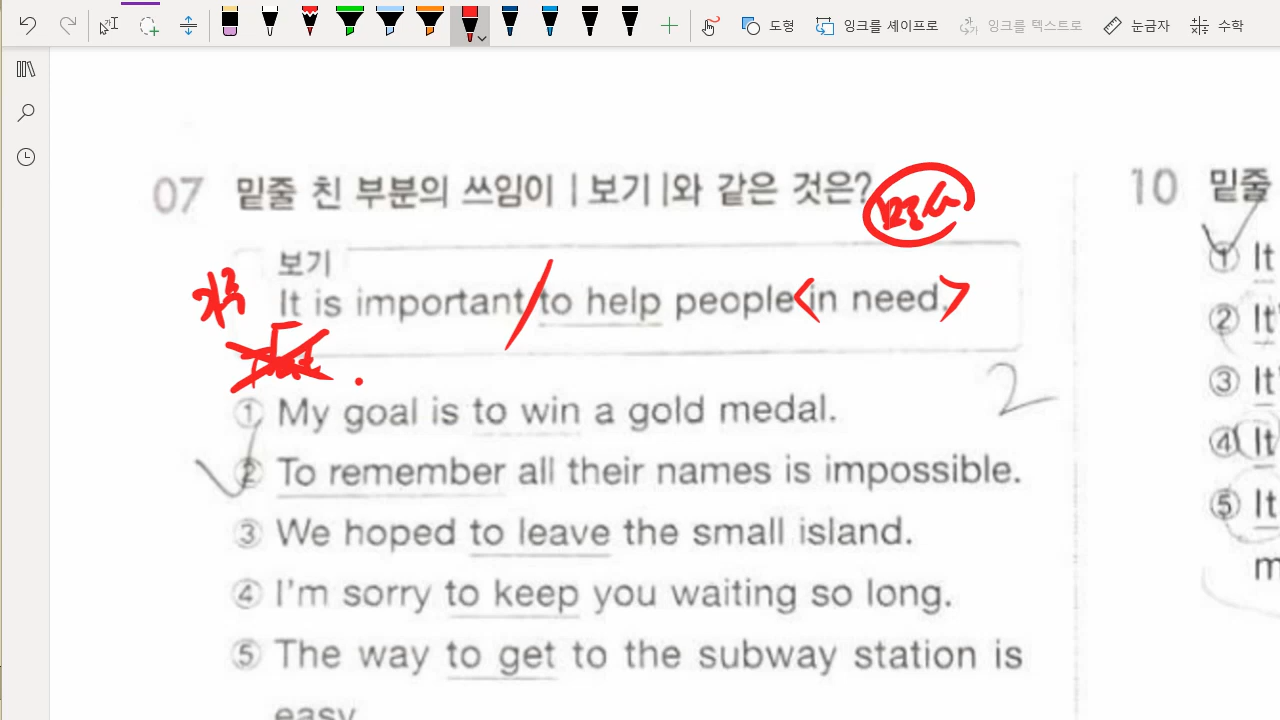 도형 잉크를 셰이프로 잉크를 텍스트로 눈금자 수학
07 밑줄 친 부분의 쓰임이 | 보기 |와 같은 것은?
보기
It is important to help people in need.
2
① My goal is to win a gold medal.
② To remember all their names is impossible.
③ We hoped to leave the small island.
④ I'm sorry to keep you waiting so long.
⑤ The way to get to the subway station is
easy.
10 밑줄
① It
② It'
③ It'
④ It
⑤ It
m